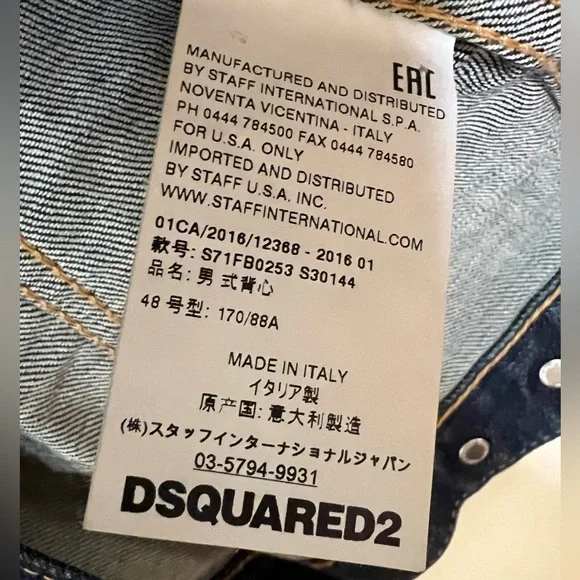 EAC
MANUFACTURED AND DISTRIBUTED
BY STAFF INTERNATIONAL S.P.A.
NOVENTA VICENTINA - ITALY
PH 0444 784500 FAX 0444 784580
FOR U.S.A. ONLY
IMPORTED AND DISTRIBUTED
BY STAFF U.S.A. INC.
WWW.STAFFINTERNATIONAL.COM
01CA/2016/12368 - 2016 01
款号: S71FB0253 S30144
品名: 男 式背心
48 号型: 170/88A
MADE IN ITALY
イタリア製
原产国: 意大利製造
(株)スタッフインターナショナルジャパン
03-5794-9931
DSQUARED2